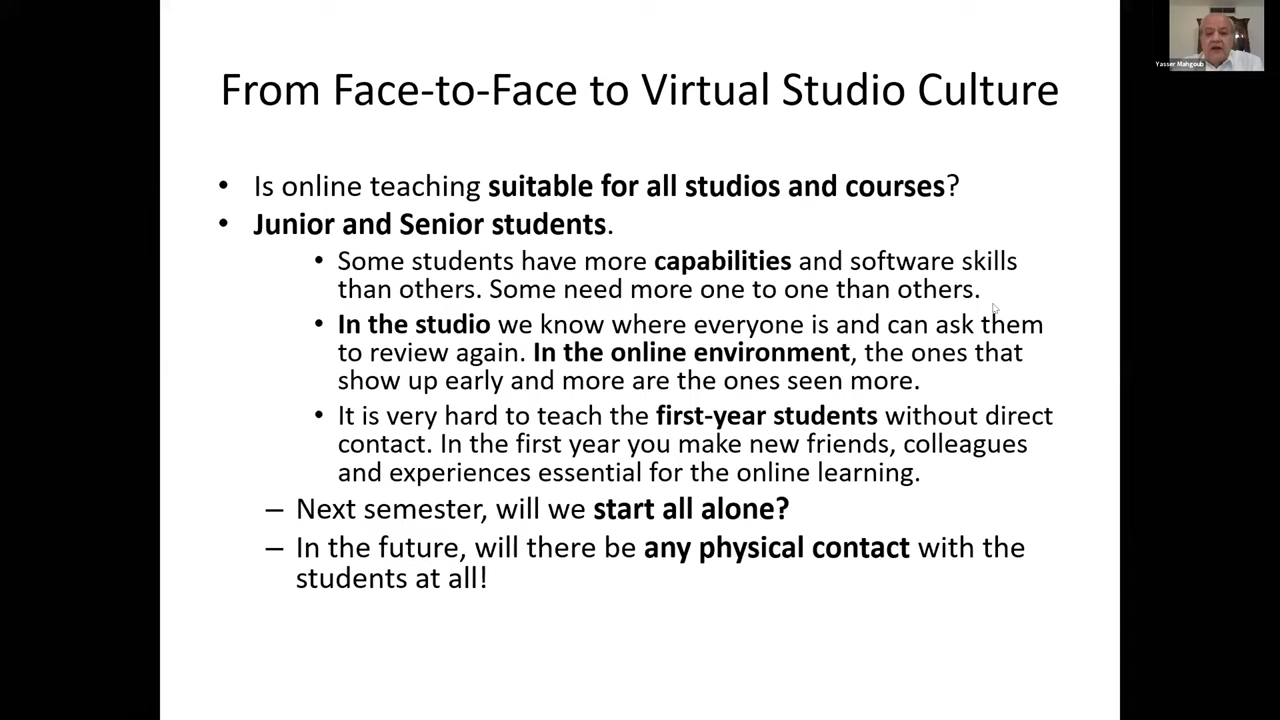 Yasser Mahgoub
From Face-to-Face to Virtual Studio Culture
• Is online teaching suitable for all studios and courses?
• Junior and Senior students.
• Some students have more capabilities and software skills
than others. Some need more one to one than others.
• In the studio we know where everyone is and can ask them
to review again. In the online environment, the ones that
show up early and more are the ones seen more.
• It is very hard to teach the first-year students without direct
contact. In the first year you make new friends, colleagues
and experiences essential for the online learning.
– Next semester, will we start all alone?
– In the future, will there be any physical contact with the
students at all!